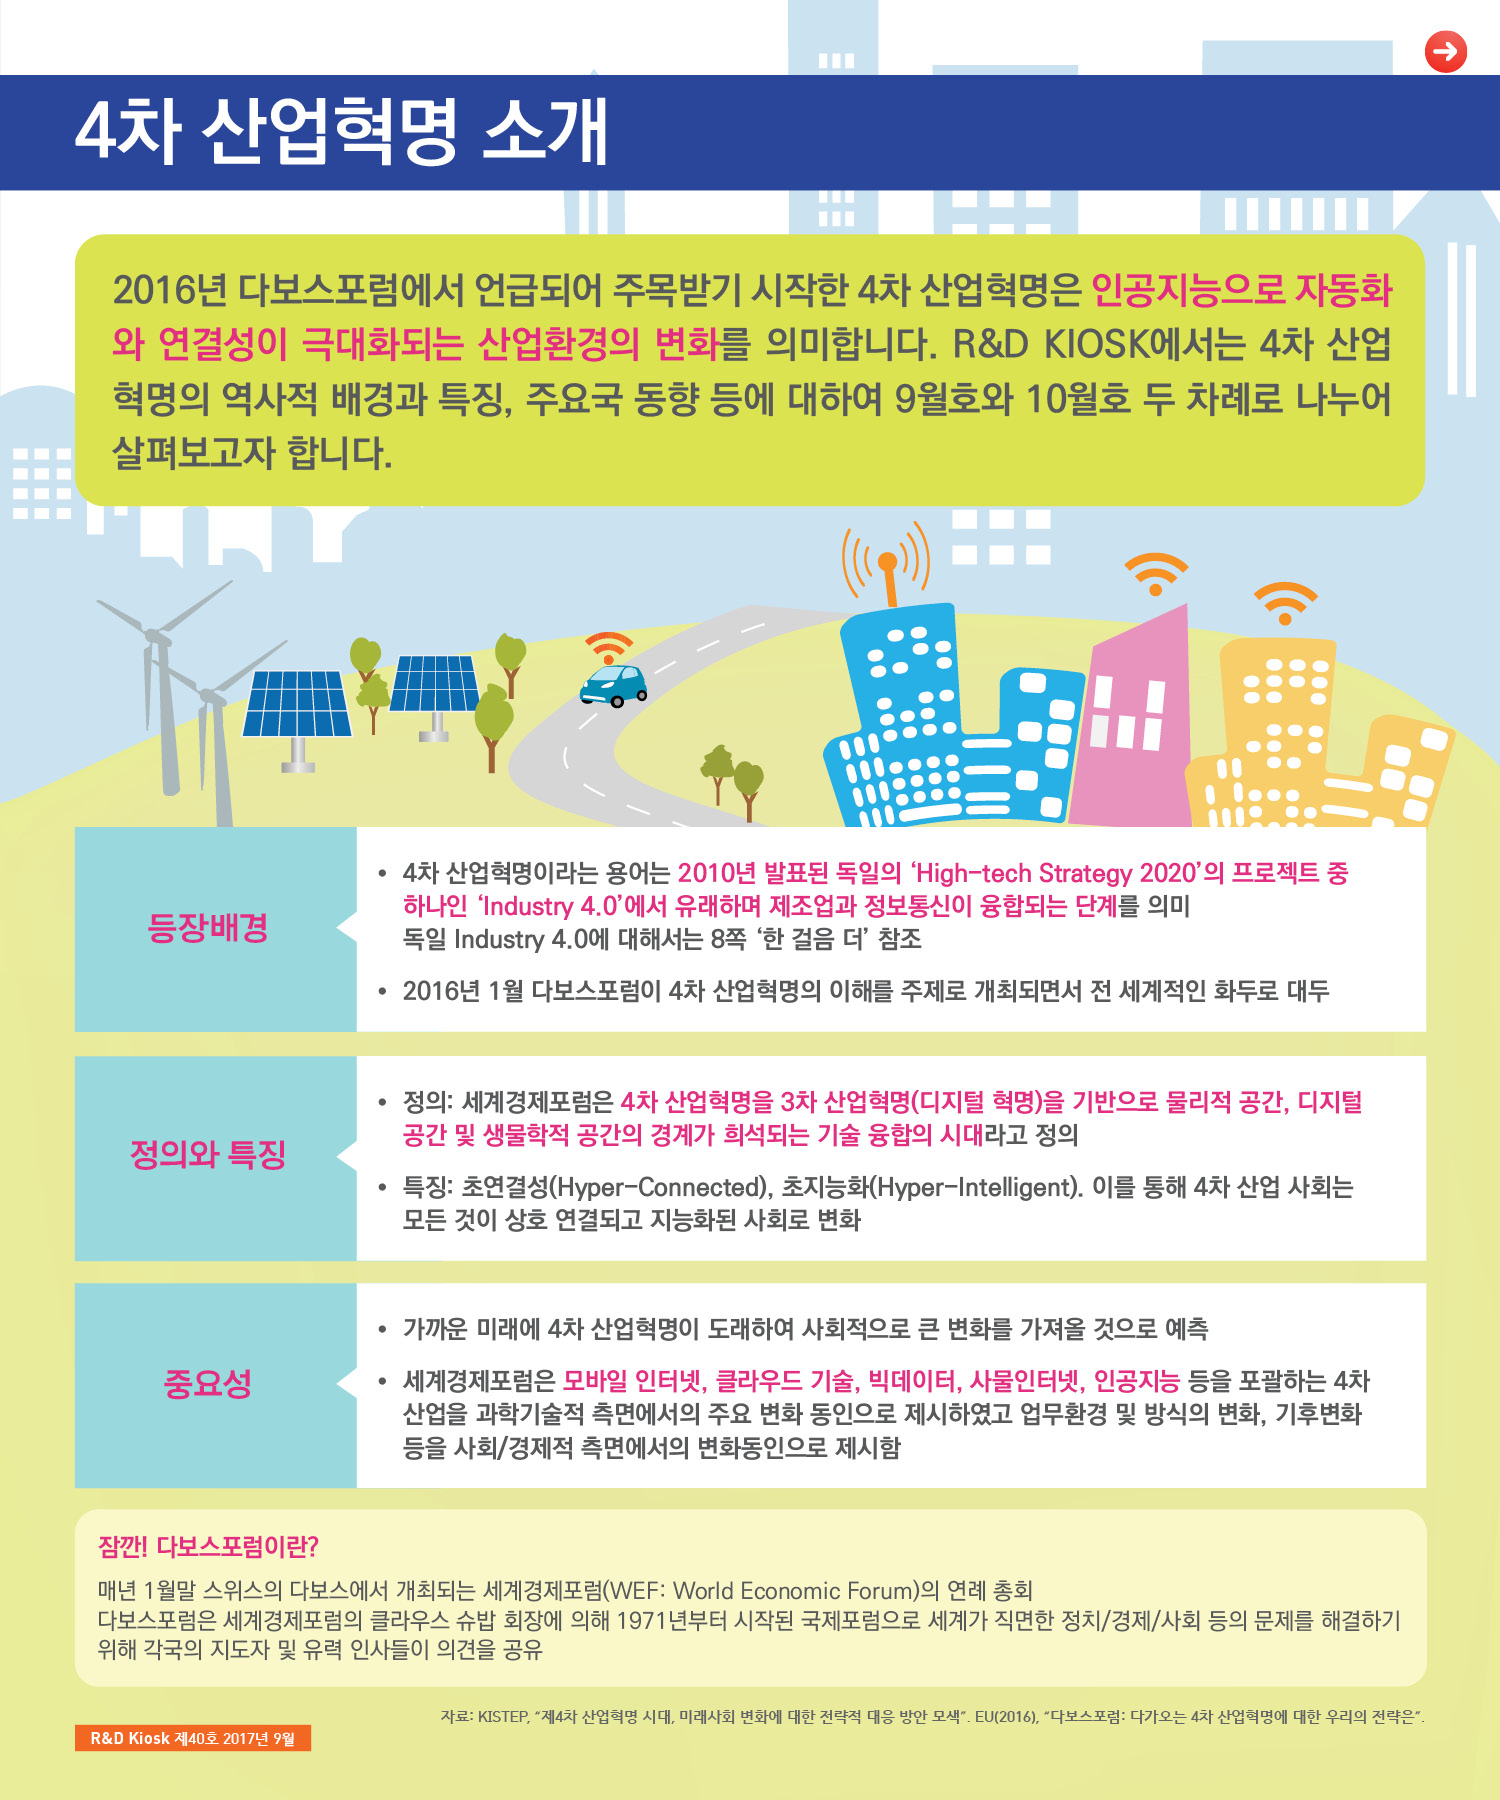 4차 산업혁명 소개
2016년 다보스포럼에서 언급되어 주목받기 시작한 4차 산업혁명은 인공지능으로 자동화
와 연결성이 극대화되는 산업환경의 변화를 의미합니다. R&D KIOSK에서는 4차 산업
혁명의 역사적 배경과 특징, 주요국 동향 등에 대하여 9월호와 10월호 두 차례로 나누어
살펴보고자 합니다.
등장배경
• 4차 산업혁명이라는 용어는 2010년 발표된 독일의 ‘High-tech Strategy 2020’의 프로젝트 중
하나인 ‘Industry 4.0’에서 유래하며 제조업과 정보통신이 융합되는 단계를 의미
독일 Industry 4.0에 대해서는 8쪽 ‘한 걸음 더’ 참조
• 2016년 1월 다보스포럼이 4차 산업혁명의 이해를 주제로 개최되면서 전 세계적인 화두로 대두
정의와 특징
• 정의: 세계경제포럼은 4차 산업혁명을 3차 산업혁명(디지털 혁명)을 기반으로 물리적 공간, 디지털
공간 및 생물학적 공간의 경계가 희석되는 기술 융합의 시대라고 정의
• 특징: 초연결성(Hyper-Connected), 초지능화(Hyper-Intelligent). 이를 통해 4차 산업 사회는
모든 것이 상호 연결되고 지능화된 사회로 변화
중요성
• 가까운 미래에 4차 산업혁명이 도래하여 사회적으로 큰 변화를 가져올 것으로 예측
• 세계경제포럼은 모바일 인터넷, 클라우드 기술, 빅데이터, 사물인터넷, 인공지능 등을 포괄하는 4차
산업을 과학기술적 측면에서의 주요 변화 동인으로 제시하였고 업무환경 및 방식의 변화, 기후변화
등을 사회/경제적 측면에서의 변화동인으로 제시함
잠깐! 다보스포럼이란?
매년 1월말 스위스의 다보스에서 개최되는 세계경제포럼(WEF: World Economic Forum)의 연례 총회
다보스포럼은 세계경제포럼의 클라우스 슈밥 회장에 의해 1971년부터 시작된 국제포럼으로 세계가 직면한 정치/경제/사회 등의 문제를 해결하기
위해 각국의 지도자 및 유력 인사들이 의견을 공유
자료: KISTEP, “제4차 산업혁명 시대, 미래사회 변화에 대한 전략적 대응 방안 모색”. EU(2016), “다보스포럼: 다가오는 4차 산업혁명에 대한 우리의 전략은”.
R&D Kiosk 제40호 2017년 9월